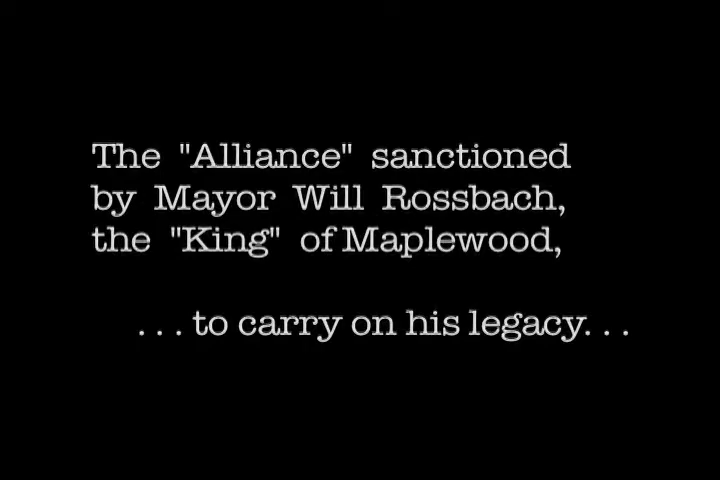 The "Alliance" sanctioned
by Mayor Will Rossbach,
the "King" of Maplewood,
. . . to carry on his legacy. . .